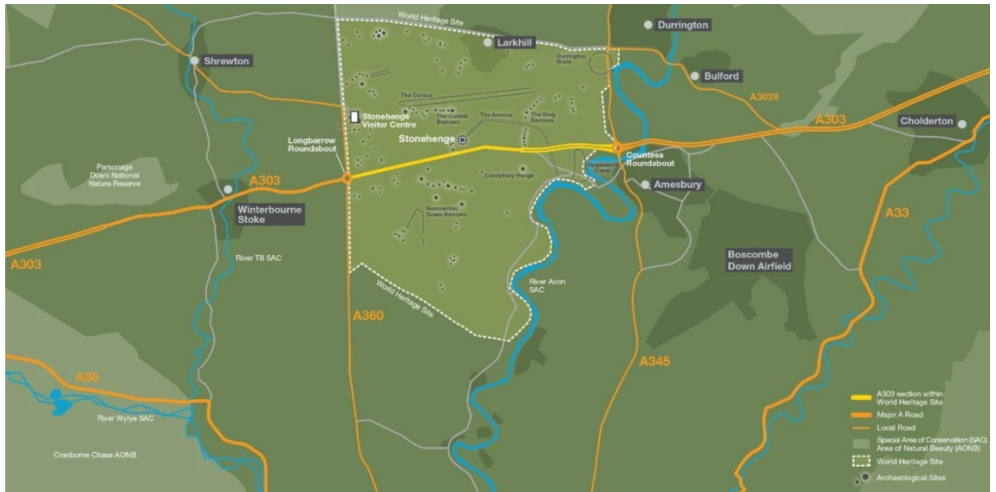 World Heritage Site
Durrington
Larkhill
Shrewton
Durrington
Walls
Bulford
A3028
The Cursus
Stonehenge
Visitor Centre
The Cursus
Barrows
The Avenue
The King
Barrows
A303
Cholderton
Longbarrow
Roundabout
Stonehenge
Countess
Roundabout
Parsonage
Down National
Nature Reserve
A303
Coneybury Henge
Camp
Amesbury
Winterbourne
Stoke
Normanton
Down Barrows
A33
A303
River Till SAC
Boscombe
Down Airfield
World Heritage Site
River Avon
SAC
A360
A345
A36
River Wylye SAC
Cranborne Chase AONB
A303 section within
World Heritage Site
Major A Road
Local Road
Special Area of Conservation (SAC)
Area of Natural Beauty (AONB)
World Heritage Site
Archaeological Sites